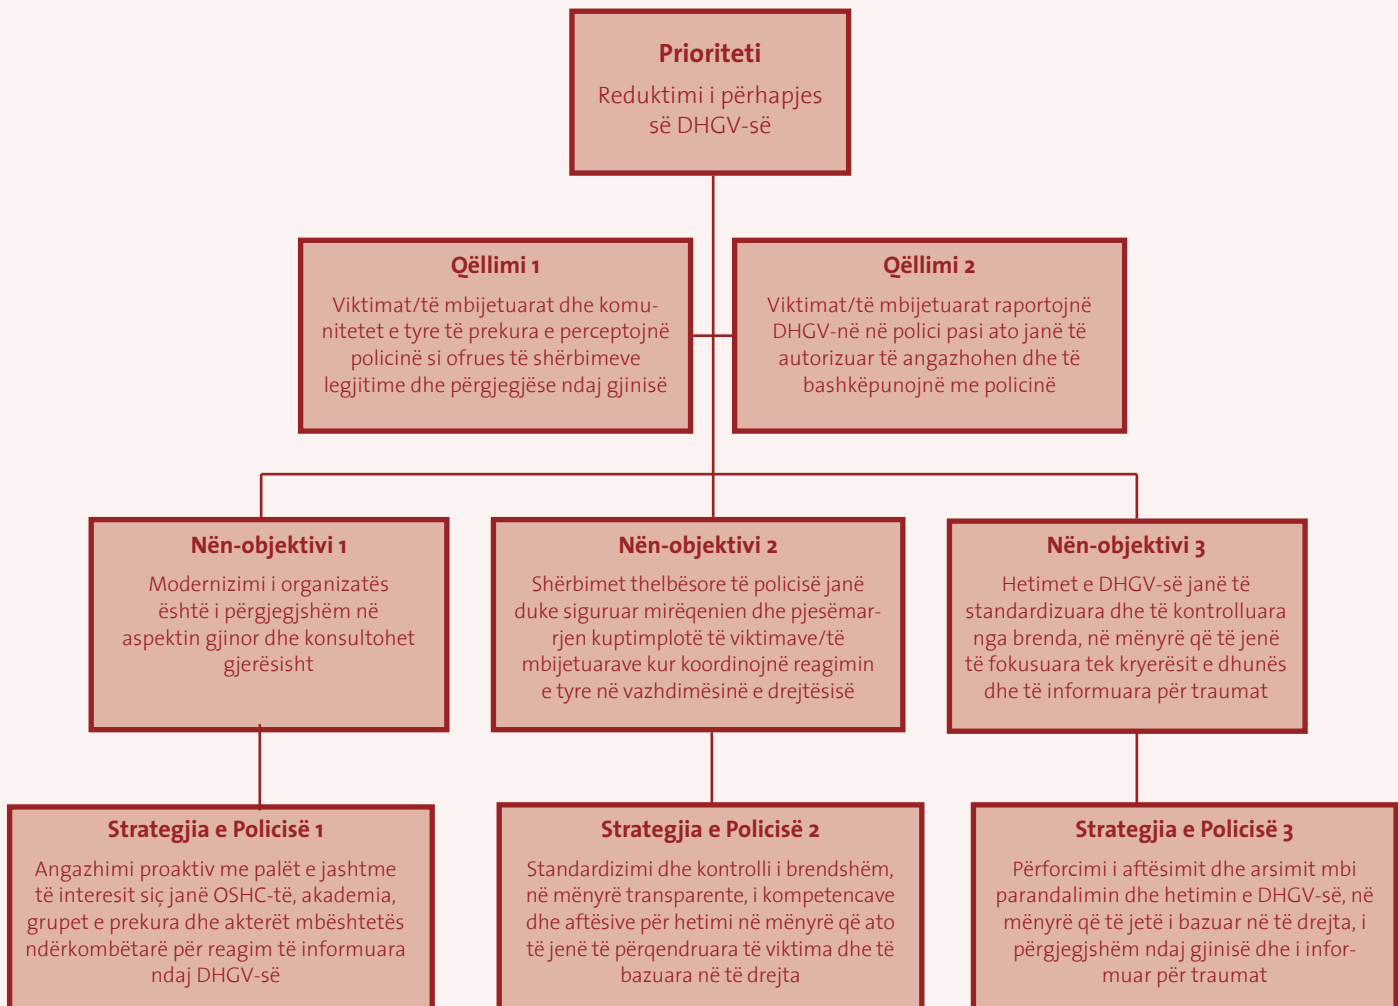 Prioriteti
Reduktimi i përhapjes
së DHGV-së
Qëllimi 1
Viktimat/të mbijetuarat dhe komu-
nitetet e tyre të prekura e perceptojnë
policinë si ofrues të shërbimeve
legjitime dhe përgjegjëse ndaj gjinisë
Qëllimi 2
Viktimat/të mbijetuarat raportojnë
DHGV-në në polici pasi ato janë të
autorizuar të angazhohen dhe të
bashkëpunojnë me policinë
Nën-objektivi 1
Modernizimi i organizatës
është i përgjegjshëm në
aspektin gjinor dhe konsultohet
gjerësisht
Nën-objektivi 2
Shërbimet thelbësore të policisë janë
duke siguruar mirëqenien dhe pjesëmar-
rjen kuptimplotë të viktimave/të
mbijetuarave kur koordinojnë reagimin
e tyre në vazhdimësinë e drejtësisë
Nën-objektivi 3
Hetimet e DHGV-së janë të
standardizuara dhe të kontrolluara
nga brenda, në mënyrë që të jenë
të fokusuara tek kryerësit e dhunës
dhe të informuara për traumat
Strategjia e Policisë 1
Angazhimi proaktiv me palët e jashtme
të interesit siç janë OSHC-të, akademia,
grupet e prekura dhe akterët mbështetës
ndërkombëtarë për reagim të informuara
ndaj DHGV-së
Strategjia e Policisë 2
Standardizimi dhe kontrolli i brendshëm,
në mënyrë transparente, i kompetencave
dhe aftësive për hetimi në mënyrë që ato
të jenë të përqendruara të viktima dhe të
bazuara në të drejta
Strategjia e Policisë 3
Përforcimi i aftësimit dhe arsimit mbi
parandalimin dhe hetimin e DHGV-së, në
mënyrë që të jetë i bazuar në të drejta, i
përgjegjshëm ndaj gjinisë dhe i infor-
muar për traumat